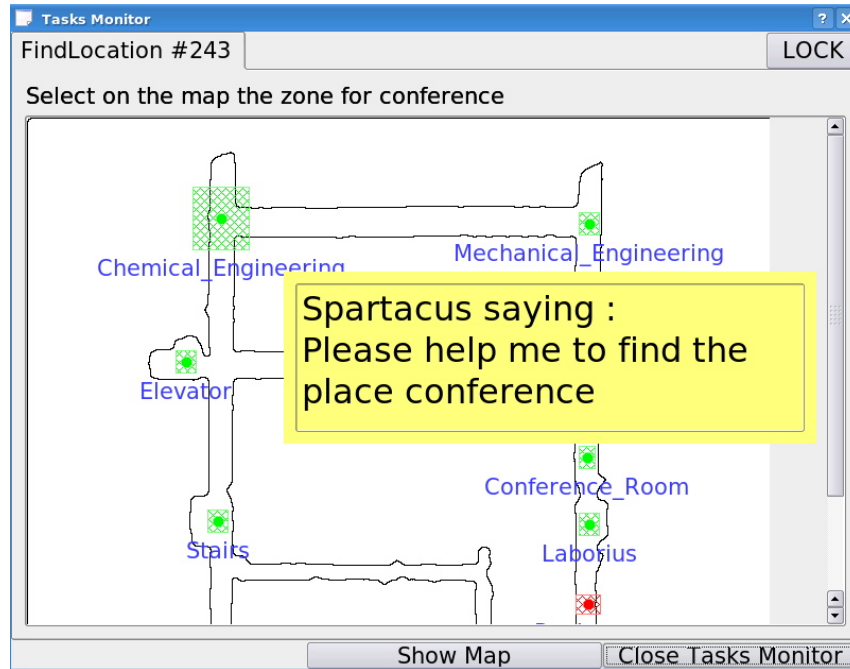 Tasks Monitor
FindLocation #243
LOCK
Select on the map the zone for conference
Mechanical_Engineering
Chemical_Engineering
Spartacus saying :
Please help me to find the
place conference
Elevator
Conference_Room
Stairs
Laborius
Show Map
Close Tasks Monitor